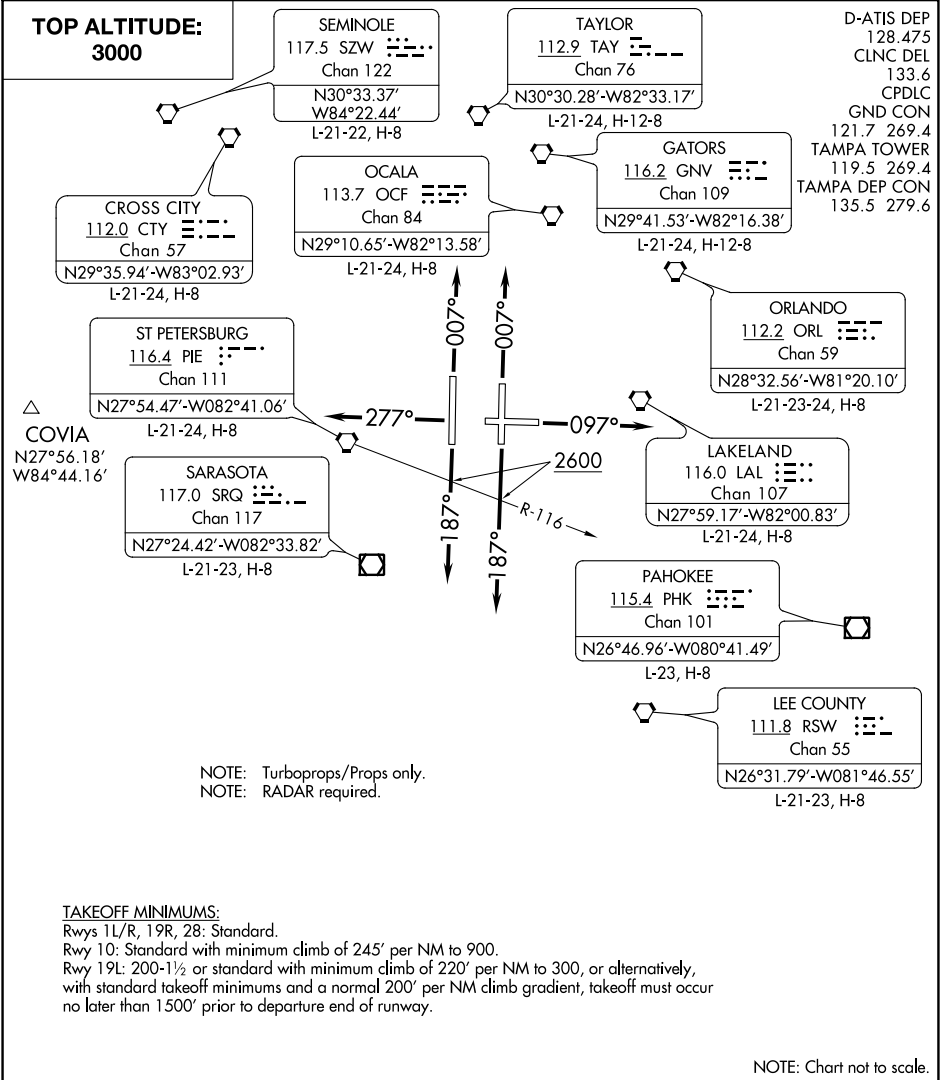 TOP ALTITUDE:
3000
SEMINOLE
117.5 SZW
Chan 122
N30°33.37′
W84°22.44′
L-21-22, H-8
TAYLOR
112.9 TAY
Chan 76
N30°30.28′-W82°33.17′
L-21-24, H-12-8
D-ATIS DEP
128.475
CLNC DEL
133.6
CPDLC
GND CON
121.7 269.4
TAMPA TOWER
119.5 269.4
TAMPA DEP CON
135.5 279.6
CROSS CITY
112.0 CTY
Chan 57
N29°35.94′-W83°02.93′
L-21-24, H-8
OCALA
113.7 OCF
Chan 84
N29°10.65′-W82°13.58′
L-21-24, H-8
GATORS
116.2 GNV
Chan 109
N29°41.53′-W82°16.38′
L-21-24, H-12-8
ORLANDO
112.2 ORL
Chan 59
N28°32.56′-W81°20.10′
L-21-23-24, H-8
ST PETERSBURG
116.4 PIE
Chan 111
N27°54.47′-W082°41.06′
L-21-24, H-8
007°
007°
277°
097°
187°
187°
2600
R-116
COVIA
N27°56.18′
W84°44.16′
SARASOTA
117.0 SRQ
Chan 117
N27°24.42′-W082°33.82′
L-21-23, H-8
LAKELAND
116.0 LAL
Chan 107
N27°59.17′-W82°00.83′
L-21-24, H-8
PAHOKEE
115.4 PHK
Chan 101
N26°46.96′-W080°41.49′
L-23, H-8
LEE COUNTY
111.8 RSW
Chan 55
N26°31.79′-W081°46.55′
L-21-23, H-8
NOTE: Turboprops/Props only.
NOTE: RADAR required.
TAKEOFF MINIMUMS:
Rwys 1L/R, 19R, 28: Standard.
Rwy 10: Standard with minimum climb of 245′ per NM to 900.
Rwy 19L: 200-1½ or standard with minimum climb of 220′ per NM to 300, or alternatively,
with standard takeoff minimums and a normal 200′ per NM climb gradient, takeoff must occur
no later than 1500′ prior to departure end of runway.
NOTE: Chart not to scale.